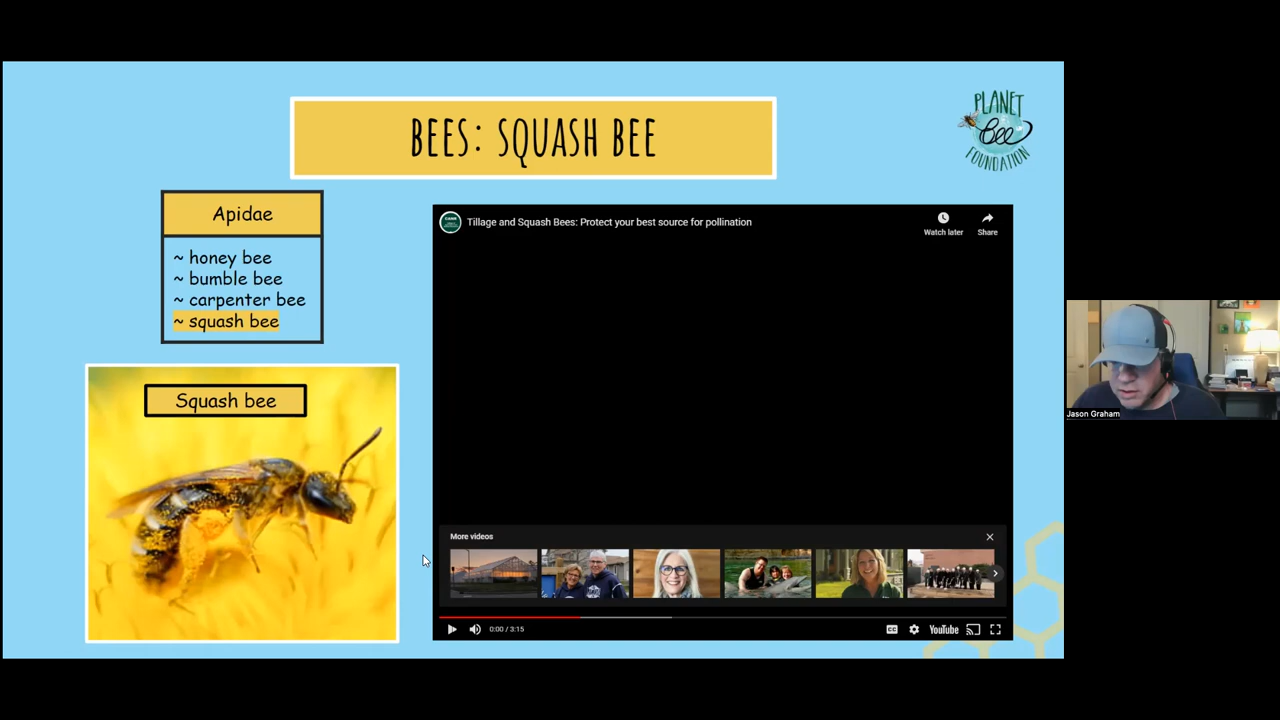 BEES: SQUASH BEE
PLANET
bee
FOUNDATION
Apidae
~ honey bee
~ bumble bee
~ carpenter bee
~ squash bee
Squash bee
Tillage and Squash Bees: Protect your best source for pollination
Watch later
Share
More videos
0:00 / 3:15
CC
YouTube
Jason Graham